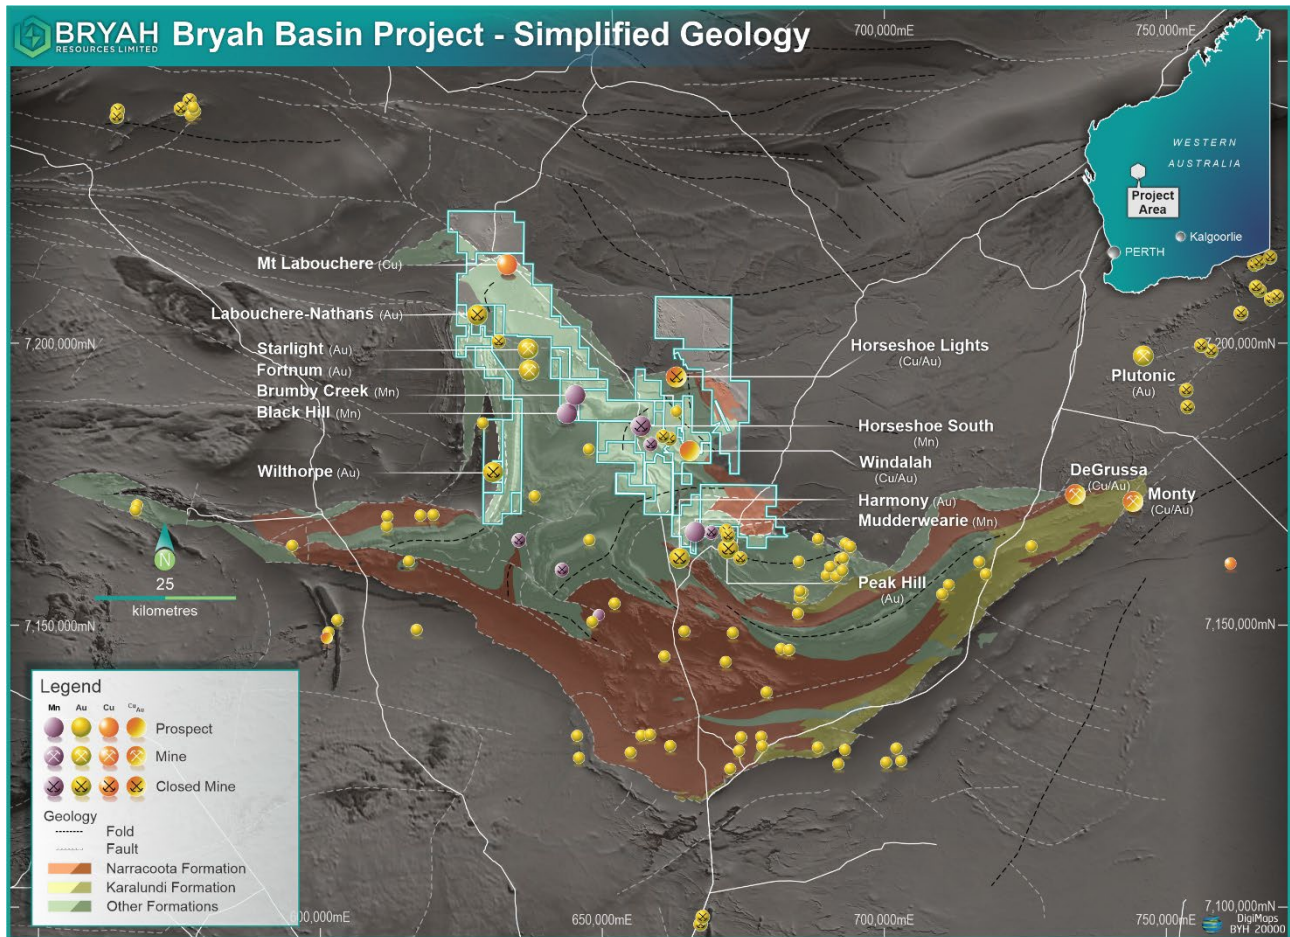 BRYAH
RESOURCES LIMITED
Bryah Basin Project - Simplified Geology
700,000mE
750,000mE
WESTERN
AUSTRALIA
Project
Area
Kalgoorlie
PERTH
Mt Labouchere (Cu)
Labouchere-Nathans (Au)
7,200,000mN
Starlight (Au)
Fortnum (Au)
Brumby Creek (Mn)
Black Hill (Mn)
Wilthorpe (Au)
Horseshoe Lights
(Cu/Au)
7,200,000mN
Plutonic
(Au)
Horseshoe South
(Mn)
Windalah
(Cu/Au)
Harmony (Au)
Mudderwearie (Mn)
DeGrussa
(Cu/Au)
Monty
(Cu/Au)
Peak Hill
(Au)
N
25
kilometres
7,150,000mN
7,150,000mN
Legend
Mn Au Cu Cu Au
Prospect
Mine
Closed Mine
Geology
Fold
Fault
Narracoota Formation
Karalundi Formation
Other Formations
600,000mE
650,000mE
700,000mE
750,000mE
7,100,000mN
DigiMaps
BYH 20000